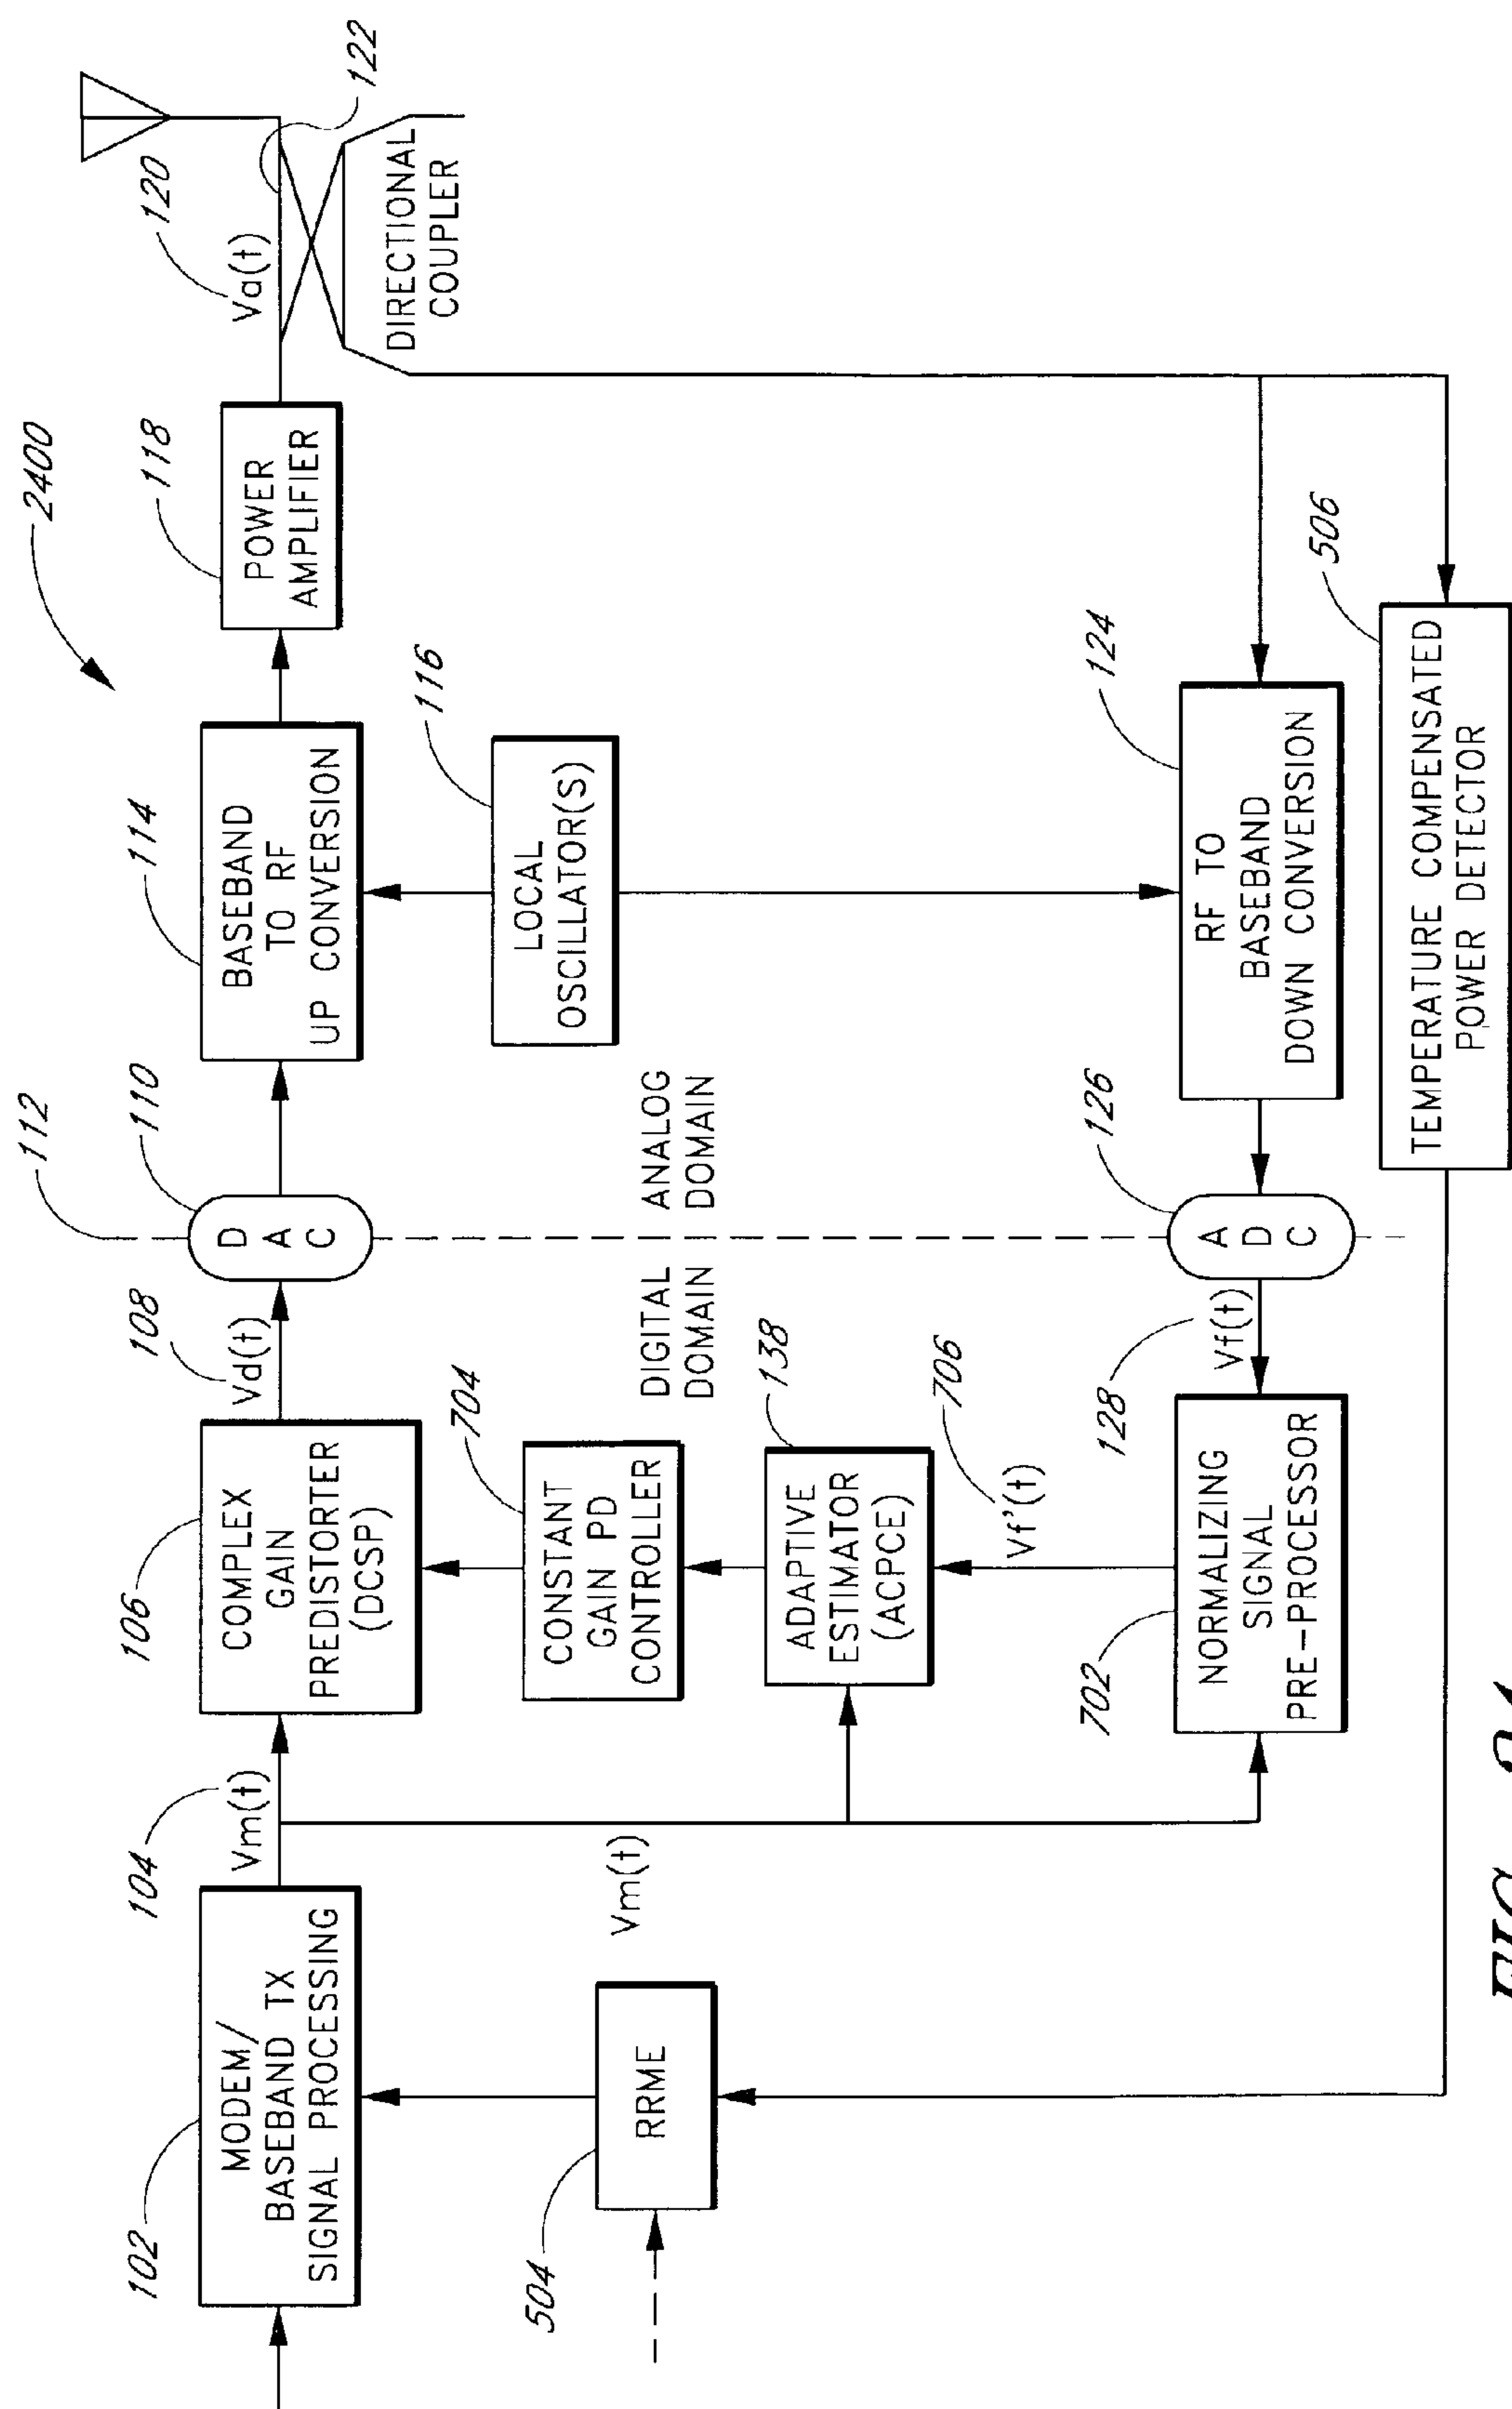 2400
112
102
MODEM/
BASEBAND TX
SIGNAL PROCESSING
104
Vm(t)
106
COMPLEX
GAIN
PREDISTORTER
(DCSP)
108
Vd(t)
110
D
A
C
114
BASEBAND
TO RF
UP CONVERSION
118
POWER
AMPLIFIER
120
Va(t)
122
DIRECTIONAL
COUPLER
504
RRME
Vm(t)
704
CONSTANT
GAIN PD
CONTROLLER
DIGITAL
DOMAIN
ANALOG
DOMAIN
116
LOCAL
OSCILLATOR(S)
138
ADAPTIVE
ESTIMATOR
(ACPCE)
706
Vf'(t)
702
NORMALIZING
SIGNAL
PRE-PROCESSOR
128
Vf(t)
126
A
D
C
124
RF TO
BASEBAND
DOWN CONVERSION
506
TEMPERATURE COMPENSATED
POWER DETECTOR